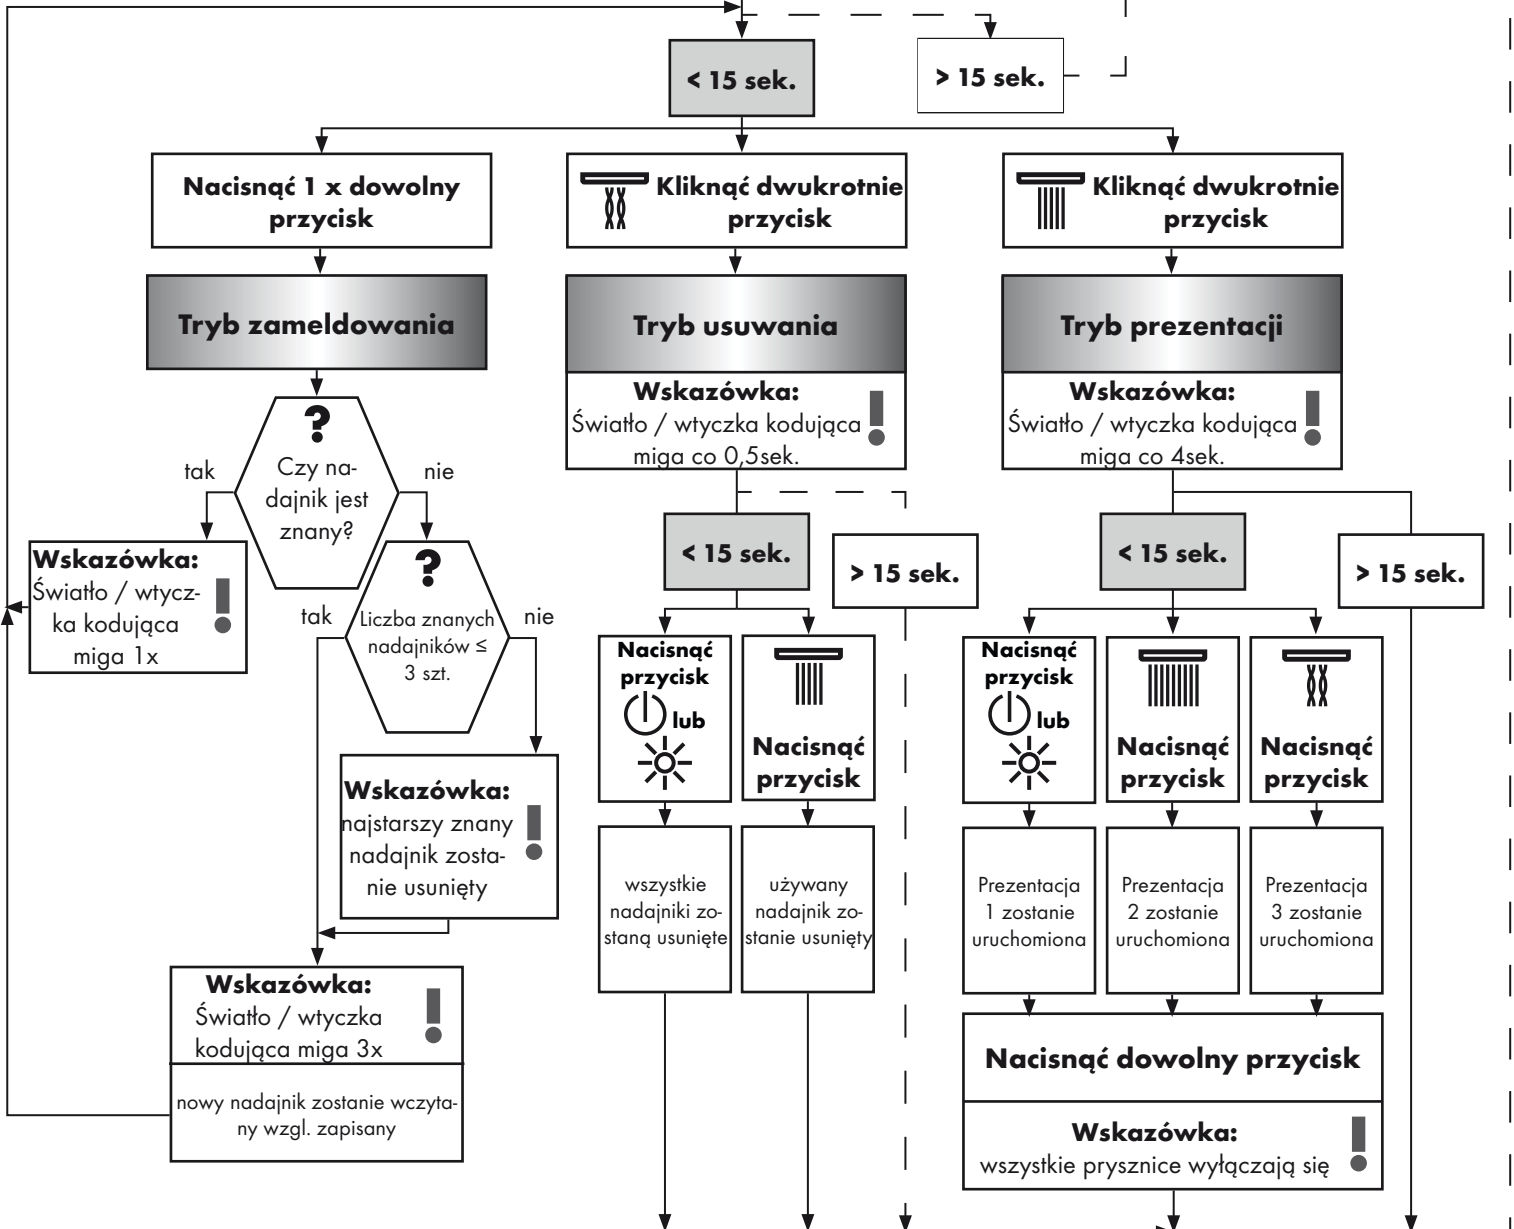 < 15 sek.
> 15 sek.
Nacisnąć 1 x dowolny
przycisk
Kliknąć dwukrotnie
przycisk
Kliknąć dwukrotnie
przycisk
Tryb zameldowania
Tryb usuwania
Wskazówka:
Światło / wtyczka kodująca
miga co 0,5sek.
Tryb prezentacji
Wskazówka:
Światło / wtyczka kodująca
miga co 4sek.
?
Czy na-
dajnik jest
znany?
tak
nie
Wskazówka:
Światło / wtycz-
ka kodująca
miga 1x
?
Liczba znanych
nadajników ≤
3 szt.
tak
nie
Wskazówka:
najstarszy znany
nadajnik zosta-
nie usunięty
Wskazówka:
Światło / wtyczka
kodująca miga 3x
nowy nadajnik zostanie wczyta-
ny wzgl. zapisany
< 15 sek.
> 15 sek.
Nacisnąć
przycisk
lub
Nacisnąć
przycisk
wszystkie
nadajniki zo-
staną usunięte
używany
nadajnik zo-
stanie usunięty
< 15 sek.
> 15 sek.
Nacisnąć
przycisk
lub
Nacisnąć
przycisk
Nacisnąć
przycisk
Prezentacja
1 zostanie
uruchomiona
Prezentacja
2 zostanie
uruchomiona
Prezentacja
3 zostanie
uruchomiona
Nacisnąć dowolny przycisk
Wskazówka:
wszystkie prysznice wyłączają się